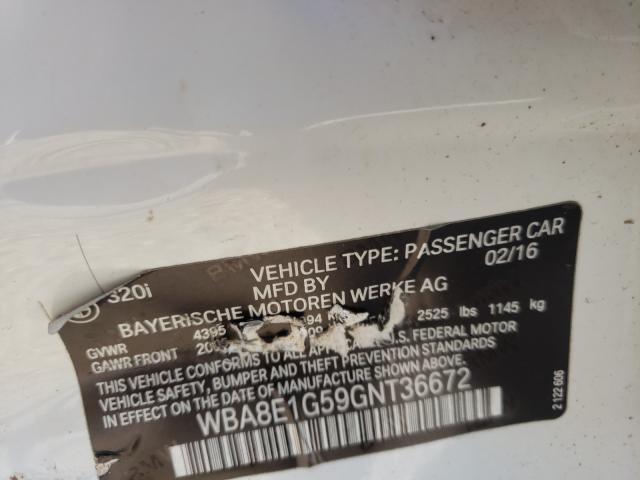 320i
VEHICLE TYPE: PASSENGER CAR
MFD BY 02/16
BAYERISCHE MOTOREN WERKE AG
GVWR 4395 2525 lbs 1145 kg
GAWR FRONT
THIS VEHICLE CONFORMS TO ALL APPLICABLE U.S. FEDERAL MOTOR
VEHICLE SAFETY, BUMPER AND THEFT PREVENTION STANDARDS
IN EFFECT ON THE DATE OF MANUFACTURE SHOWN ABOVE.
WBA8E1G59GNT36672
2 122 606